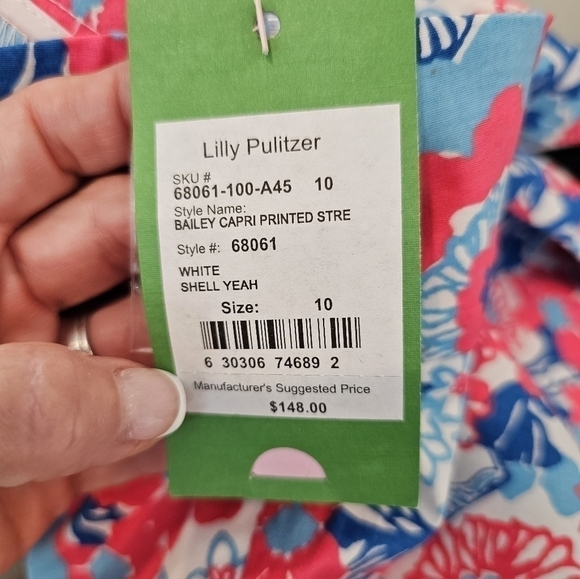 Lilly Pulitzer
SKU #
68061-100-A45 10
Style Name:
BAILEY CAPRI PRINTED STRE
Style #: 68061
WHITE
SHELL YEAH
Size: 10
6 30306 74689 2
Manufacturer's Suggested Price
$148.00